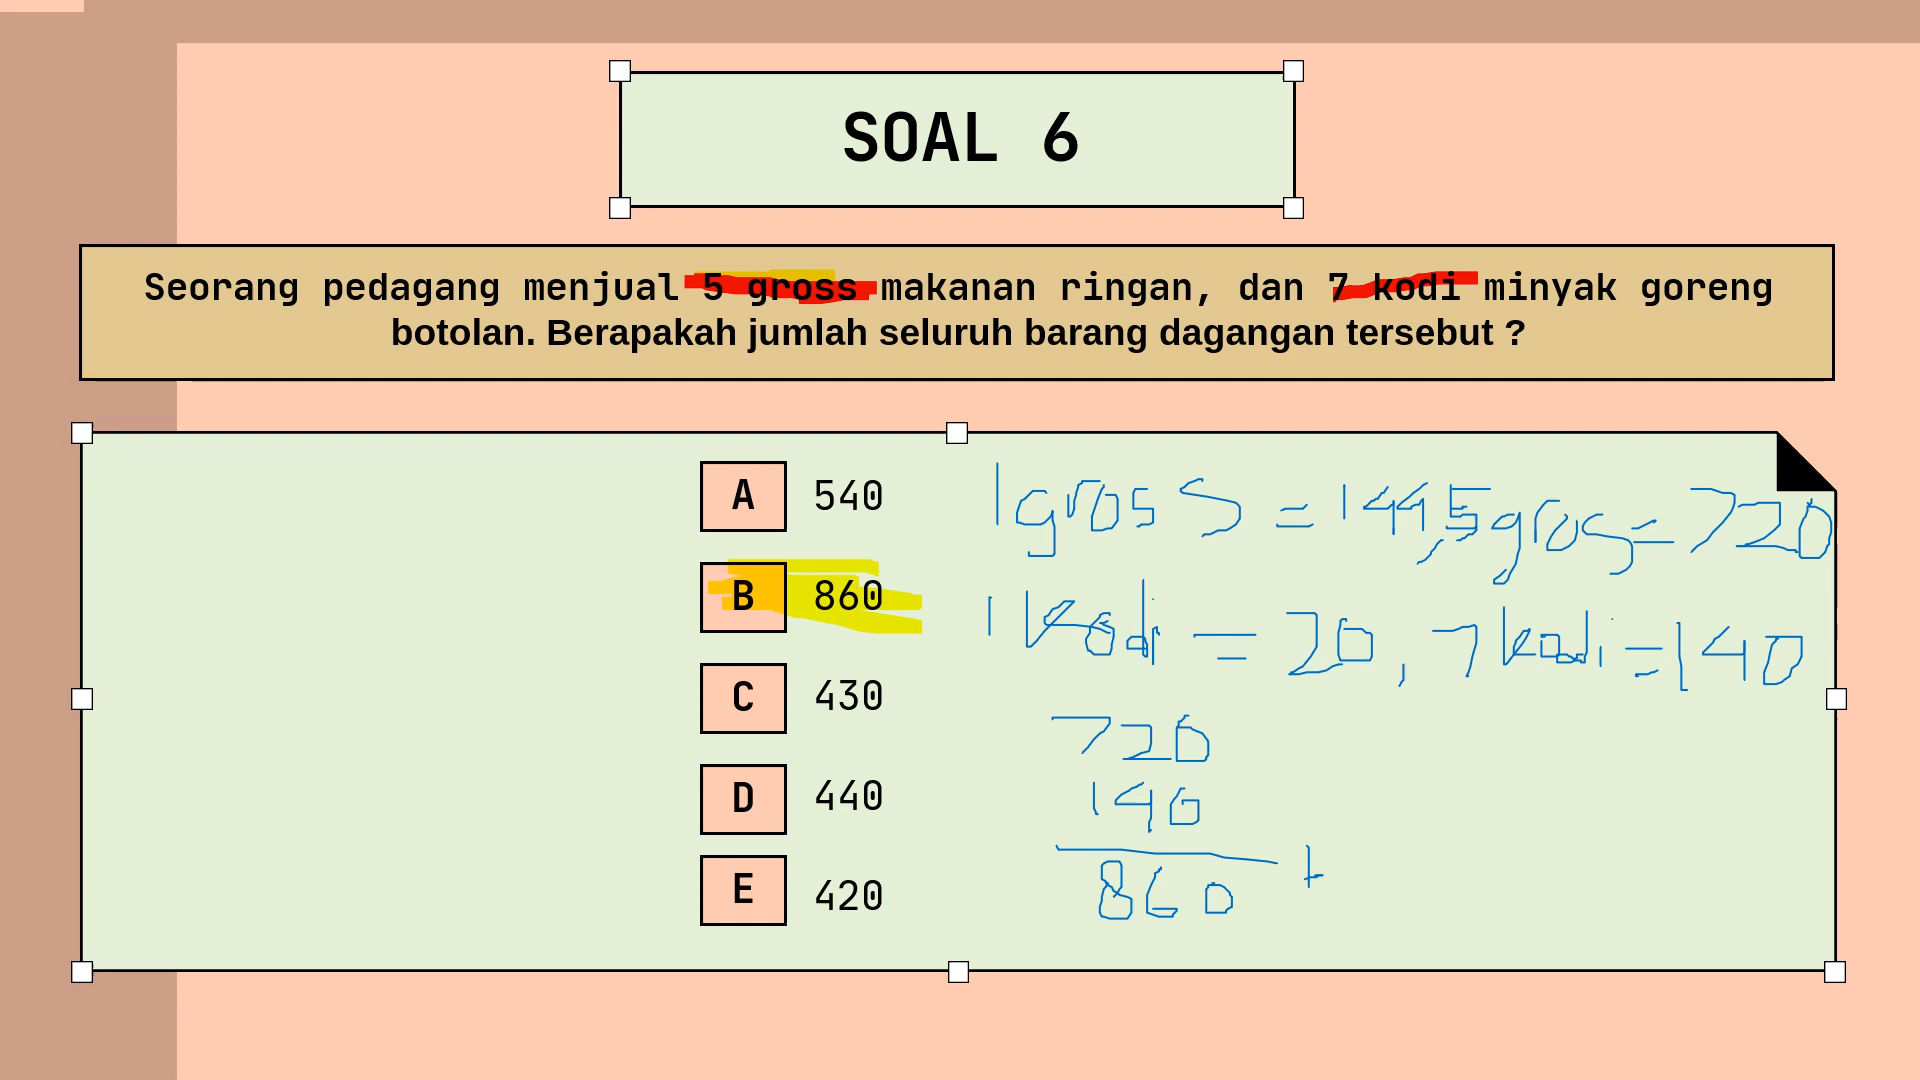 SOAL 6
Seorang pedagang menjual 5 gross makanan ringan, dan 7 kodi minyak goreng
botolan. Berapakah jumlah seluruh barang dagangan tersebut ?
A 540
B 860
C 430
D 440
E 420
1 gross = 144, 5 gros = 720
1 kodi = 20, 7 kodi = 140
720
140
+
860